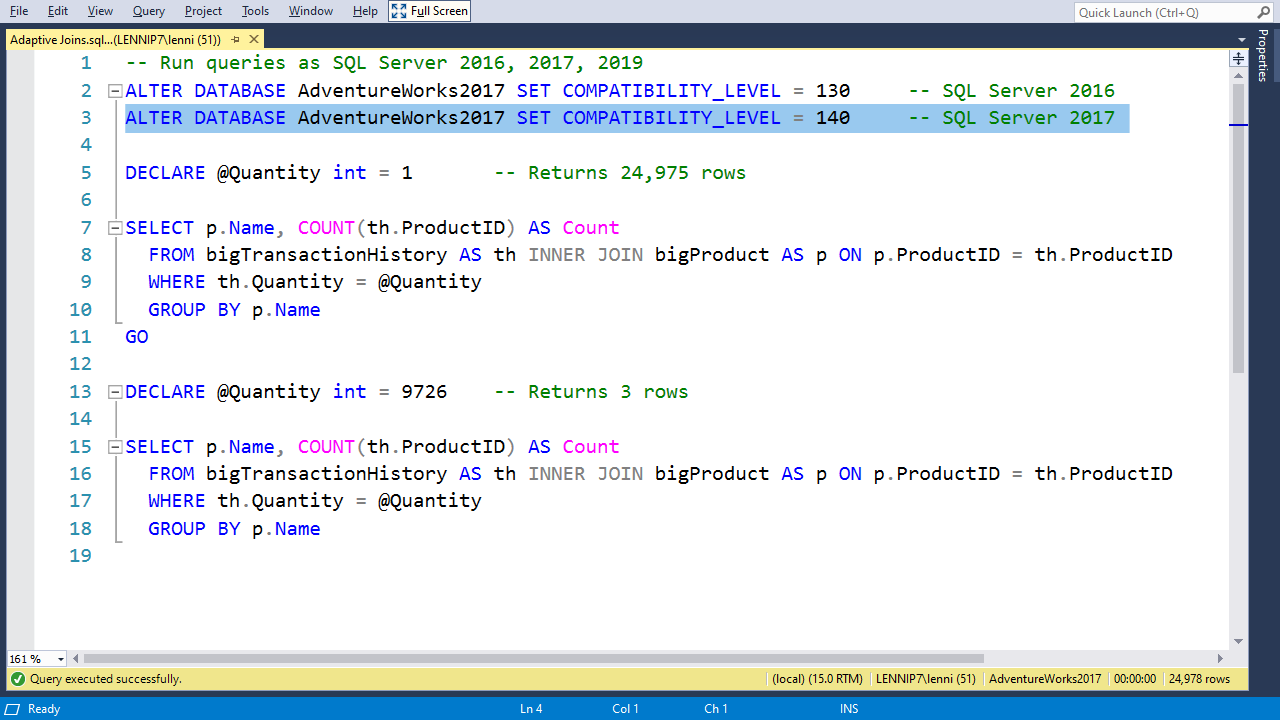 File Edit View Query Project Tools Window Help Full Screen
Quick Launch (Ctrl+Q)
Adaptive Joins.sql...(LENNIP7\lenni (51))
Properties
1 -- Run queries as SQL Server 2016, 2017, 2019
2 ALTER DATABASE AdventureWorks2017 SET COMPATIBILITY_LEVEL = 130 -- SQL Server 2016
3 ALTER DATABASE AdventureWorks2017 SET COMPATIBILITY_LEVEL = 140 -- SQL Server 2017
4
5 DECLARE @Quantity int = 1 -- Returns 24,975 rows
6
7 SELECT p.Name, COUNT(th.ProductID) AS Count
8 FROM bigTransactionHistory AS th INNER JOIN bigProduct AS p ON p.ProductID = th.ProductID
9 WHERE th.Quantity = @Quantity
10 GROUP BY p.Name
11 GO
12
13 DECLARE @Quantity int = 9726 -- Returns 3 rows
14
15 SELECT p.Name, COUNT(th.ProductID) AS Count
16 FROM bigTransactionHistory AS th INNER JOIN bigProduct AS p ON p.ProductID = th.ProductID
17 WHERE th.Quantity = @Quantity
18 GROUP BY p.Name
19
161 %
Query executed successfully. (local) (15.0 RTM) LENNIP7\lenni (51) AdventureWorks2017 00:00:00 24,978 rows
Ready Ln 4 Col 1 Ch 1 INS